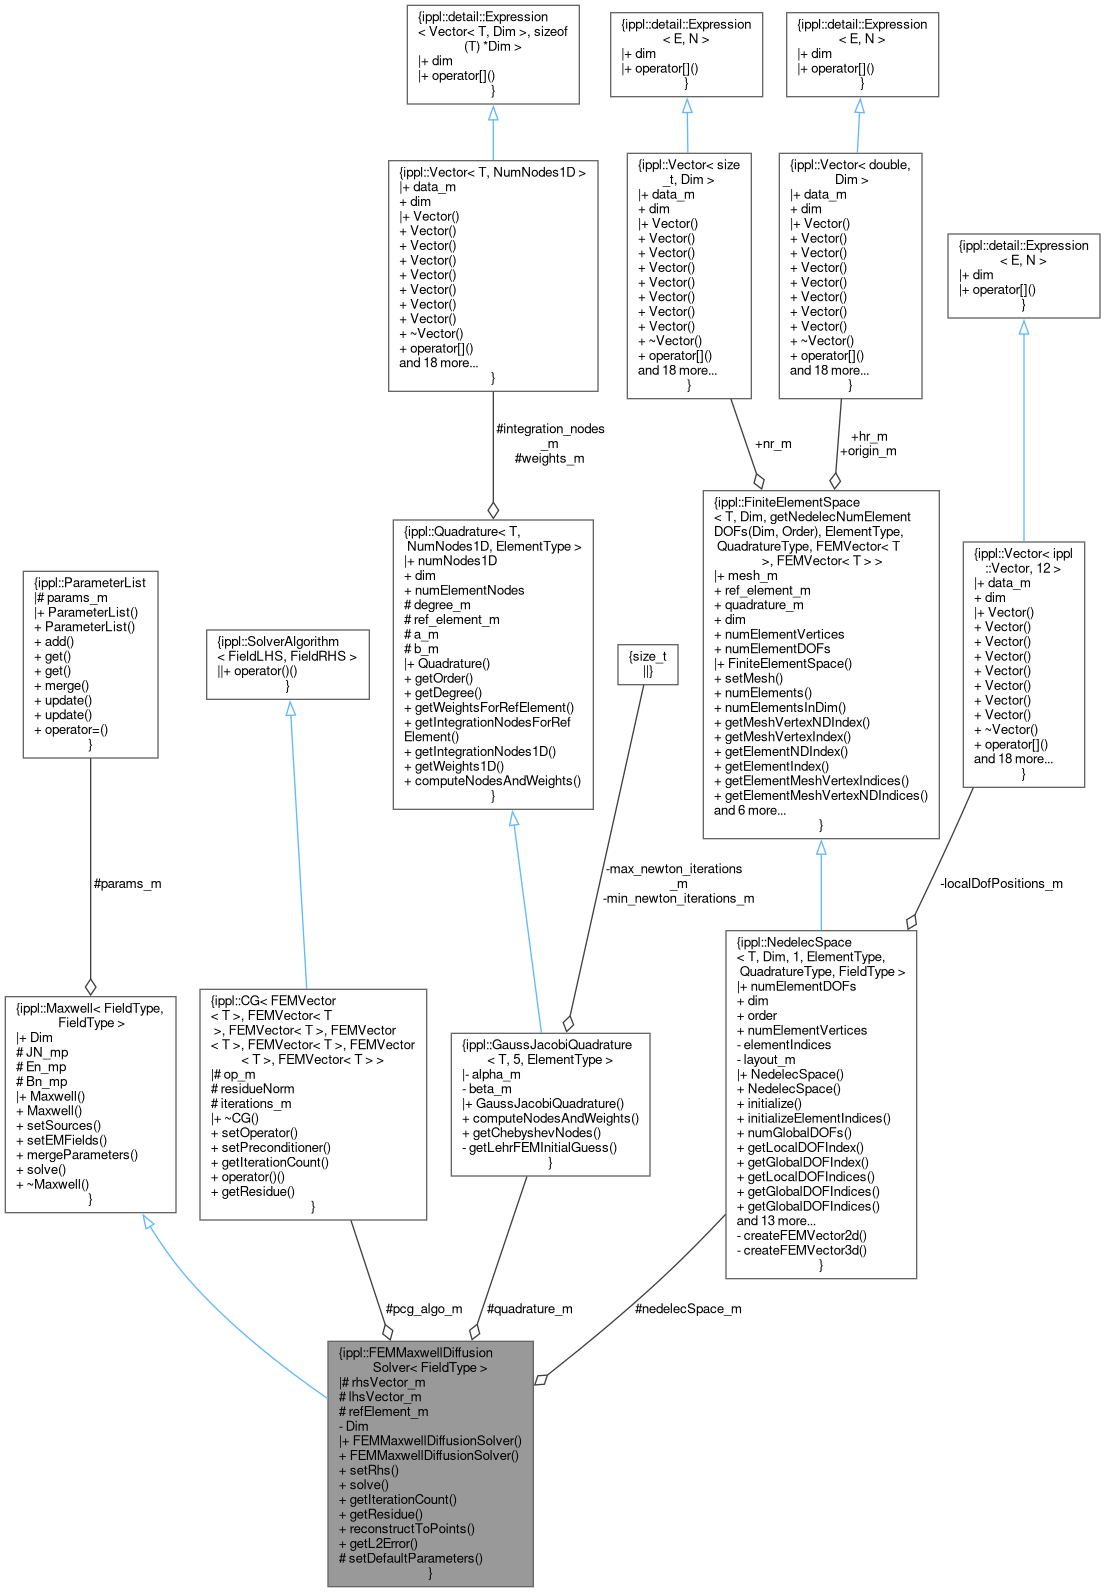 {ippl::detail::Expression
< Vector< T, Dim >, sizeof
(T) *Dim >
|+ dim
|+ operator[]()
}
{ippl::detail::Expression
< E, N >
|+ dim
|+ operator[]()
}
{ippl::detail::Expression
< E, N >
|+ dim
|+ operator[]()
}
{ippl::Vector< T, NumNodes1D >
|+ data_m
+ dim
|+ Vector()
+ Vector()
+ Vector()
+ Vector()
+ Vector()
+ Vector()
+ Vector()
+ Vector()
+ ~Vector()
+ operator[]()
and 18 more...
}
{ippl::Vector< size
_t, Dim >
|+ data_m
+ dim
|+ Vector()
+ Vector()
+ Vector()
+ Vector()
+ Vector()
+ Vector()
+ Vector()
+ Vector()
+ ~Vector()
+ operator[]()
and 18 more...
}
{ippl::Vector< double,
Dim >
|+ data_m
+ dim
|+ Vector()
+ Vector()
+ Vector()
+ Vector()
+ Vector()
+ Vector()
+ Vector()
+ Vector()
+ ~Vector()
+ operator[]()
and 18 more...
}
{ippl::detail::Expression
< E, N >
|+ dim
|+ operator[]()
}
#integration_nodes
_m
#weights_m
+nr_m
+hr_m
+origin_m
{ippl::ParameterList
|# params_m
|+ ParameterList()
+ ParameterList()
+ add()
+ get()
+ get()
+ merge()
+ update()
+ update()
+ operator=()
}
{ippl::SolverAlgorithm
< FieldLHS, FieldRHS >
||+ operator()()
}
{ippl::Quadrature< T,
NumNodes1D, ElementType >
|+ numNodes1D
+ dim
+ numElementNodes
# degree_m
# ref_element_m
# a_m
# b_m
|+ Quadrature()
+ getOrder()
+ getDegree()
+ getWeightsForRefElement()
+ getIntegrationNodesForRef
Element()
+ getIntegrationNodes1D()
+ getWeights1D()
+ computeNodesAndWeights()
}
{size_t
||}
{ippl::FiniteElementSpace
< T, Dim, getNedelecNumElement
DOFs(Dim, Order), ElementType,
QuadratureType, FEMVector< T
>, FEMVector< T > >
|+ mesh_m
+ ref_element_m
+ quadrature_m
+ dim
+ numElementVertices
+ numElementDOFs
|+ FiniteElementSpace()
+ setMesh()
+ numElements()
+ numElementsInDim()
+ getMeshVertexNDIndex()
+ getMeshVertexIndex()
+ getElementNDIndex()
+ getElementIndex()
+ getElementMeshVertexIndices()
+ getElementMeshVertexNDIndices()
and 6 more...
}
{ippl::Vector< ippl
::Vector, 12 >
|+ data_m
+ dim
|+ Vector()
+ Vector()
+ Vector()
+ Vector()
+ Vector()
+ Vector()
+ Vector()
+ Vector()
+ ~Vector()
+ operator[]()
and 18 more...
}
#params_m
-max_newton_iterations
_m
-min_newton_iterations_m
-localDofPositions_m
{ippl::Maxwell< FieldType,
FieldType >
|+ Dim
# JN_mp
# En_mp
# Bn_mp
|+ Maxwell()
+ Maxwell()
+ setSources()
+ setEMFields()
+ mergeParameters()
+ solve()
+ ~Maxwell()
}
{ippl::CG< FEMVector
< T >, FEMVector< T
>, FEMVector< T >, FEMVector
< T >, FEMVector< T >, FEMVector
< T >, FEMVector< T > >
|# op_m
# residueNorm
# iterations_m
|+ ~CG()
+ setOperator()
+ setPreconditioner()
+ getIterationCount()
+ operator()()
+ getResidue()
}
{ippl::GaussJacobiQuadrature
< T, 5, ElementType >
|- alpha_m
- beta_m
|+ GaussJacobiQuadrature()
+ computeNodesAndWeights()
+ getChebyshevNodes()
- getLehrFEMInitialGuess()
}
{ippl::NedelecSpace
< T, Dim, 1, ElementType,
QuadratureType, FieldType >
|+ numElementDOFs
+ dim
+ order
+ numElementVertices
- elementIndices
- layout_m
|+ NedelecSpace()
+ NedelecSpace()
+ initialize()
+ initializeElementIndices()
+ numGlobalDOFs()
+ getLocalDOFIndex()
+ getGlobalDOFIndex()
+ getLocalDOFIndices()
+ getGlobalDOFIndices()
+ getGlobalDOFIndices()
and 13 more...
- createFEMVector2d()
- createFEMVector3d()
}
#pcg_algo_m
#quadrature_m
#nedelecSpace_m
{ippl::FEMMaxwellDiffusion
Solver< FieldType >
|# rhsVector_m
# lhsVector_m
# refElement_m
- Dim
|+ FEMMaxwellDiffusionSolver()
+ FEMMaxwellDiffusionSolver()
+ setRhs()
+ solve()
+ getIterationCount()
+ getResidue()
+ reconstructToPoints()
+ getL2Error()
# setDefaultParameters()
}